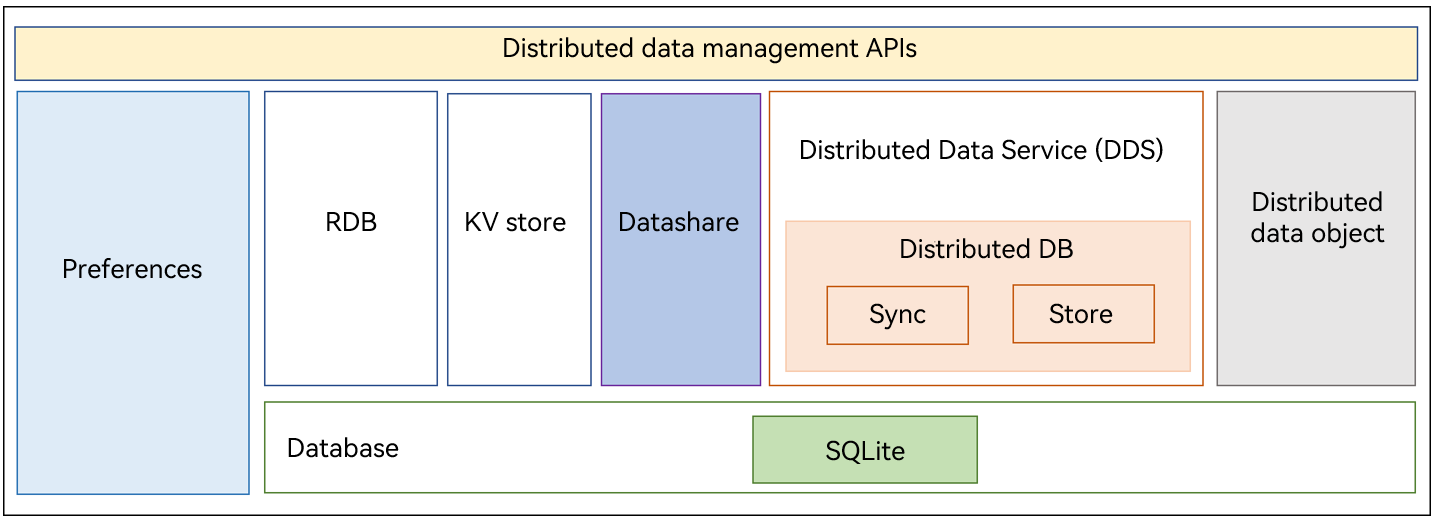 Distributed data management APIs
Preferences
RDB
KV store
Datashare
Distributed Data Service (DDS)
Distributed DB
Sync
Store
Distributed
data object
Database
SQLite